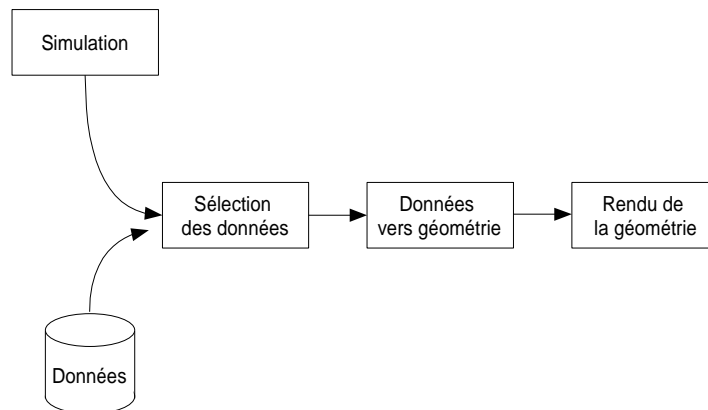 Simulation
Sélection
des données
Données
vers géométrie
Rendu de
la géométrie
Données